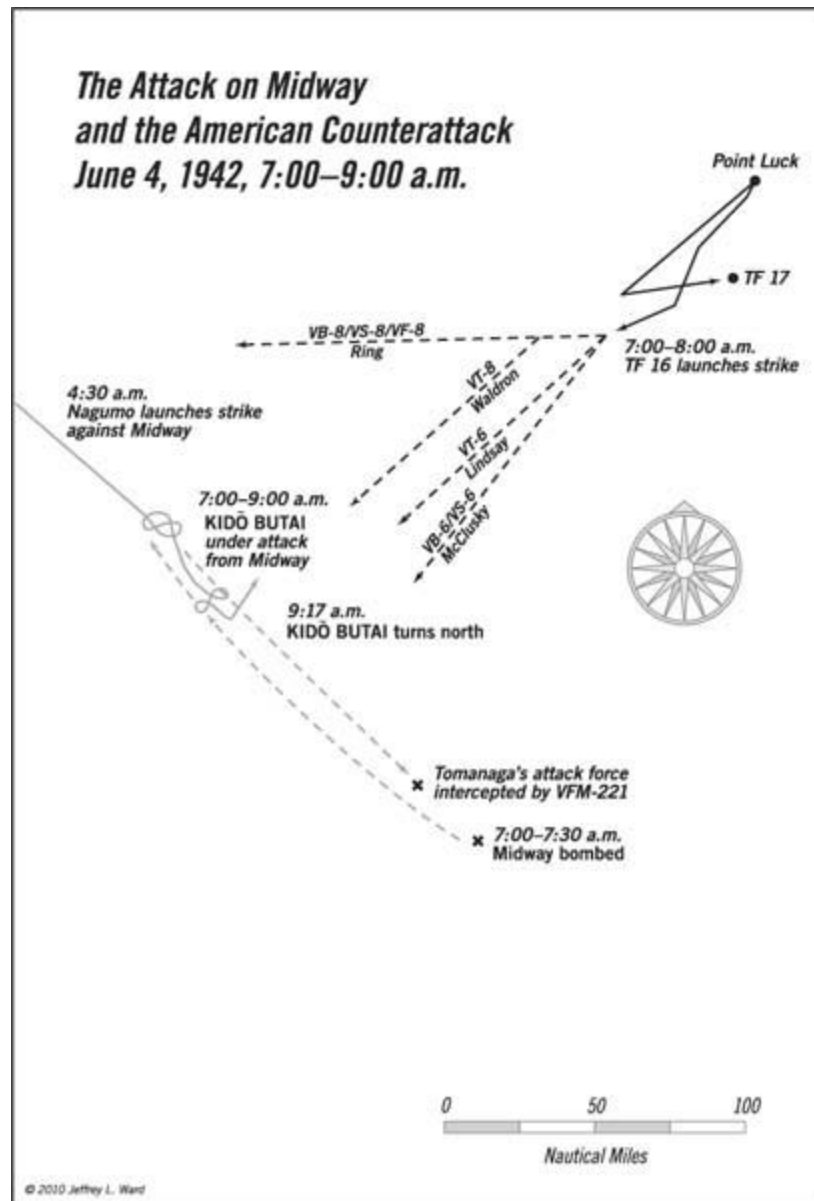 The Attack on Midway
and the American Counterattack
June 4, 1942, 7:00–9:00 a.m.
Point Luck
TF 17
VB-8/VS-8/VF-8
Ring
7:00–8:00 a.m.
TF 16 launches strike
VT-8
Waldron
VT-6
Lindsay
VB-6/VS-6
McClusky
4:30 a.m.
Nagumo launches strike
against Midway
7:00–9:00 a.m.
KIDŌ BUTAI
under attack
from Midway
9:17 a.m.
KIDŌ BUTAI turns north
Tomanaga's attack force
intercepted by VFM-221
7:00–7:30 a.m.
Midway bombed
0 50 100
Nautical Miles
© 2010 Jeffrey L. Ward